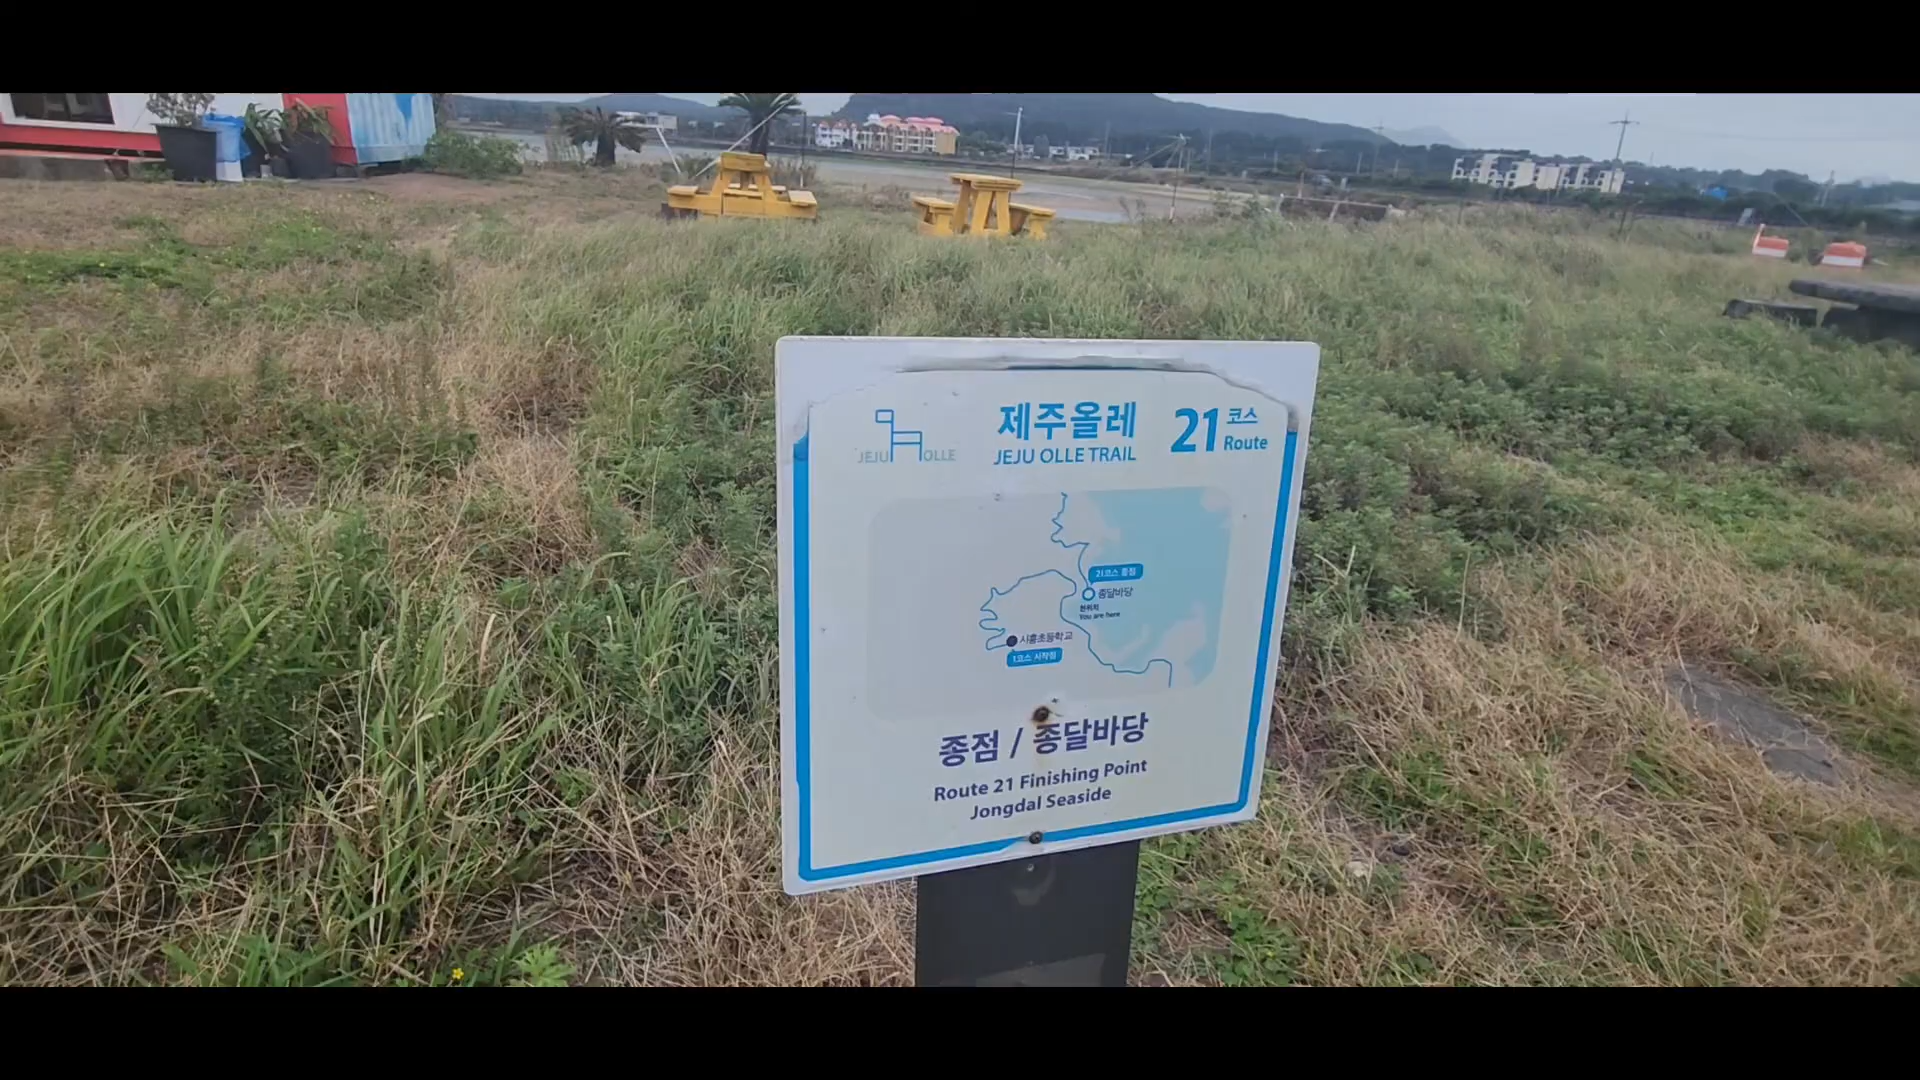 JEJU OLLE
제주올레
JEJU OLLE TRAIL
21 코스
Route
21코스 종점
종달바당
현위치
You are here
시흥초등학교
1코스 시작점
종점 / 종달바당
Route 21 Finishing Point
Jongdal Seaside